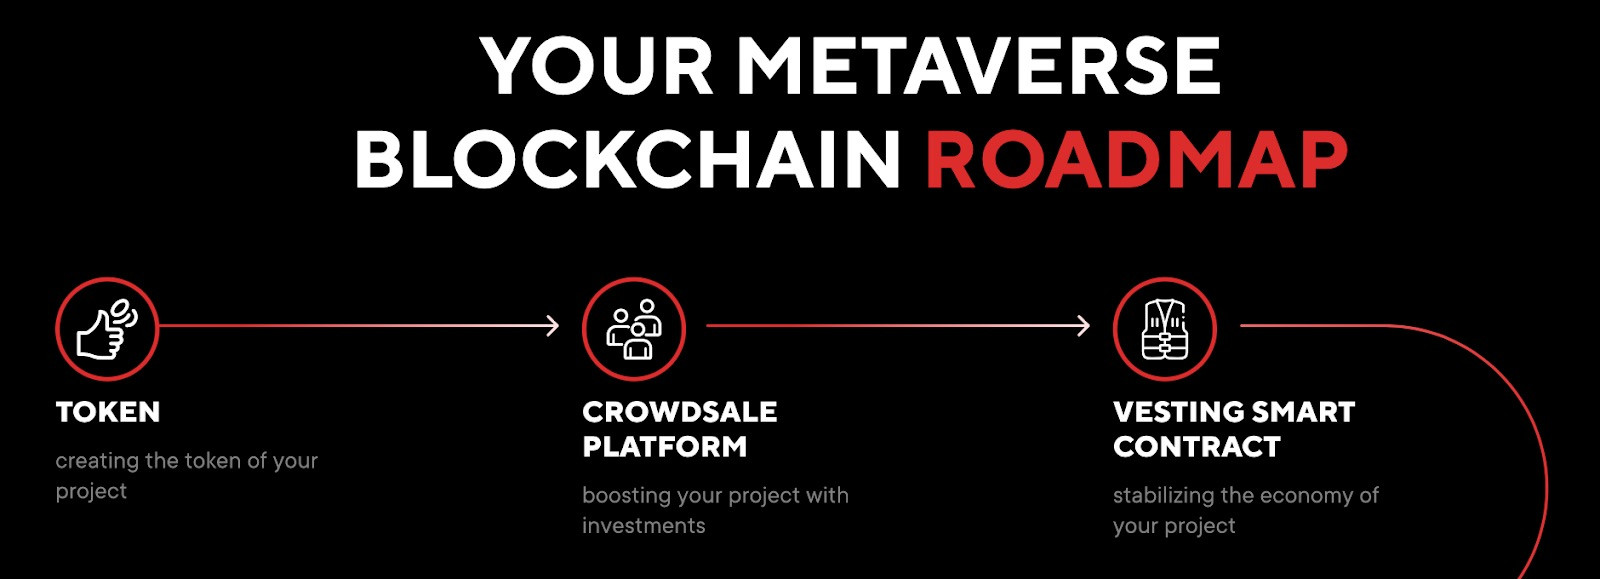 YOUR METAVERSE
BLOCKCHAIN ROADMAP
TOKEN
creating the token of your
project
CROWDSALE
PLATFORM
boosting your project with
investments
VESTING SMART
CONTRACT
stabilizing the economy of
your project